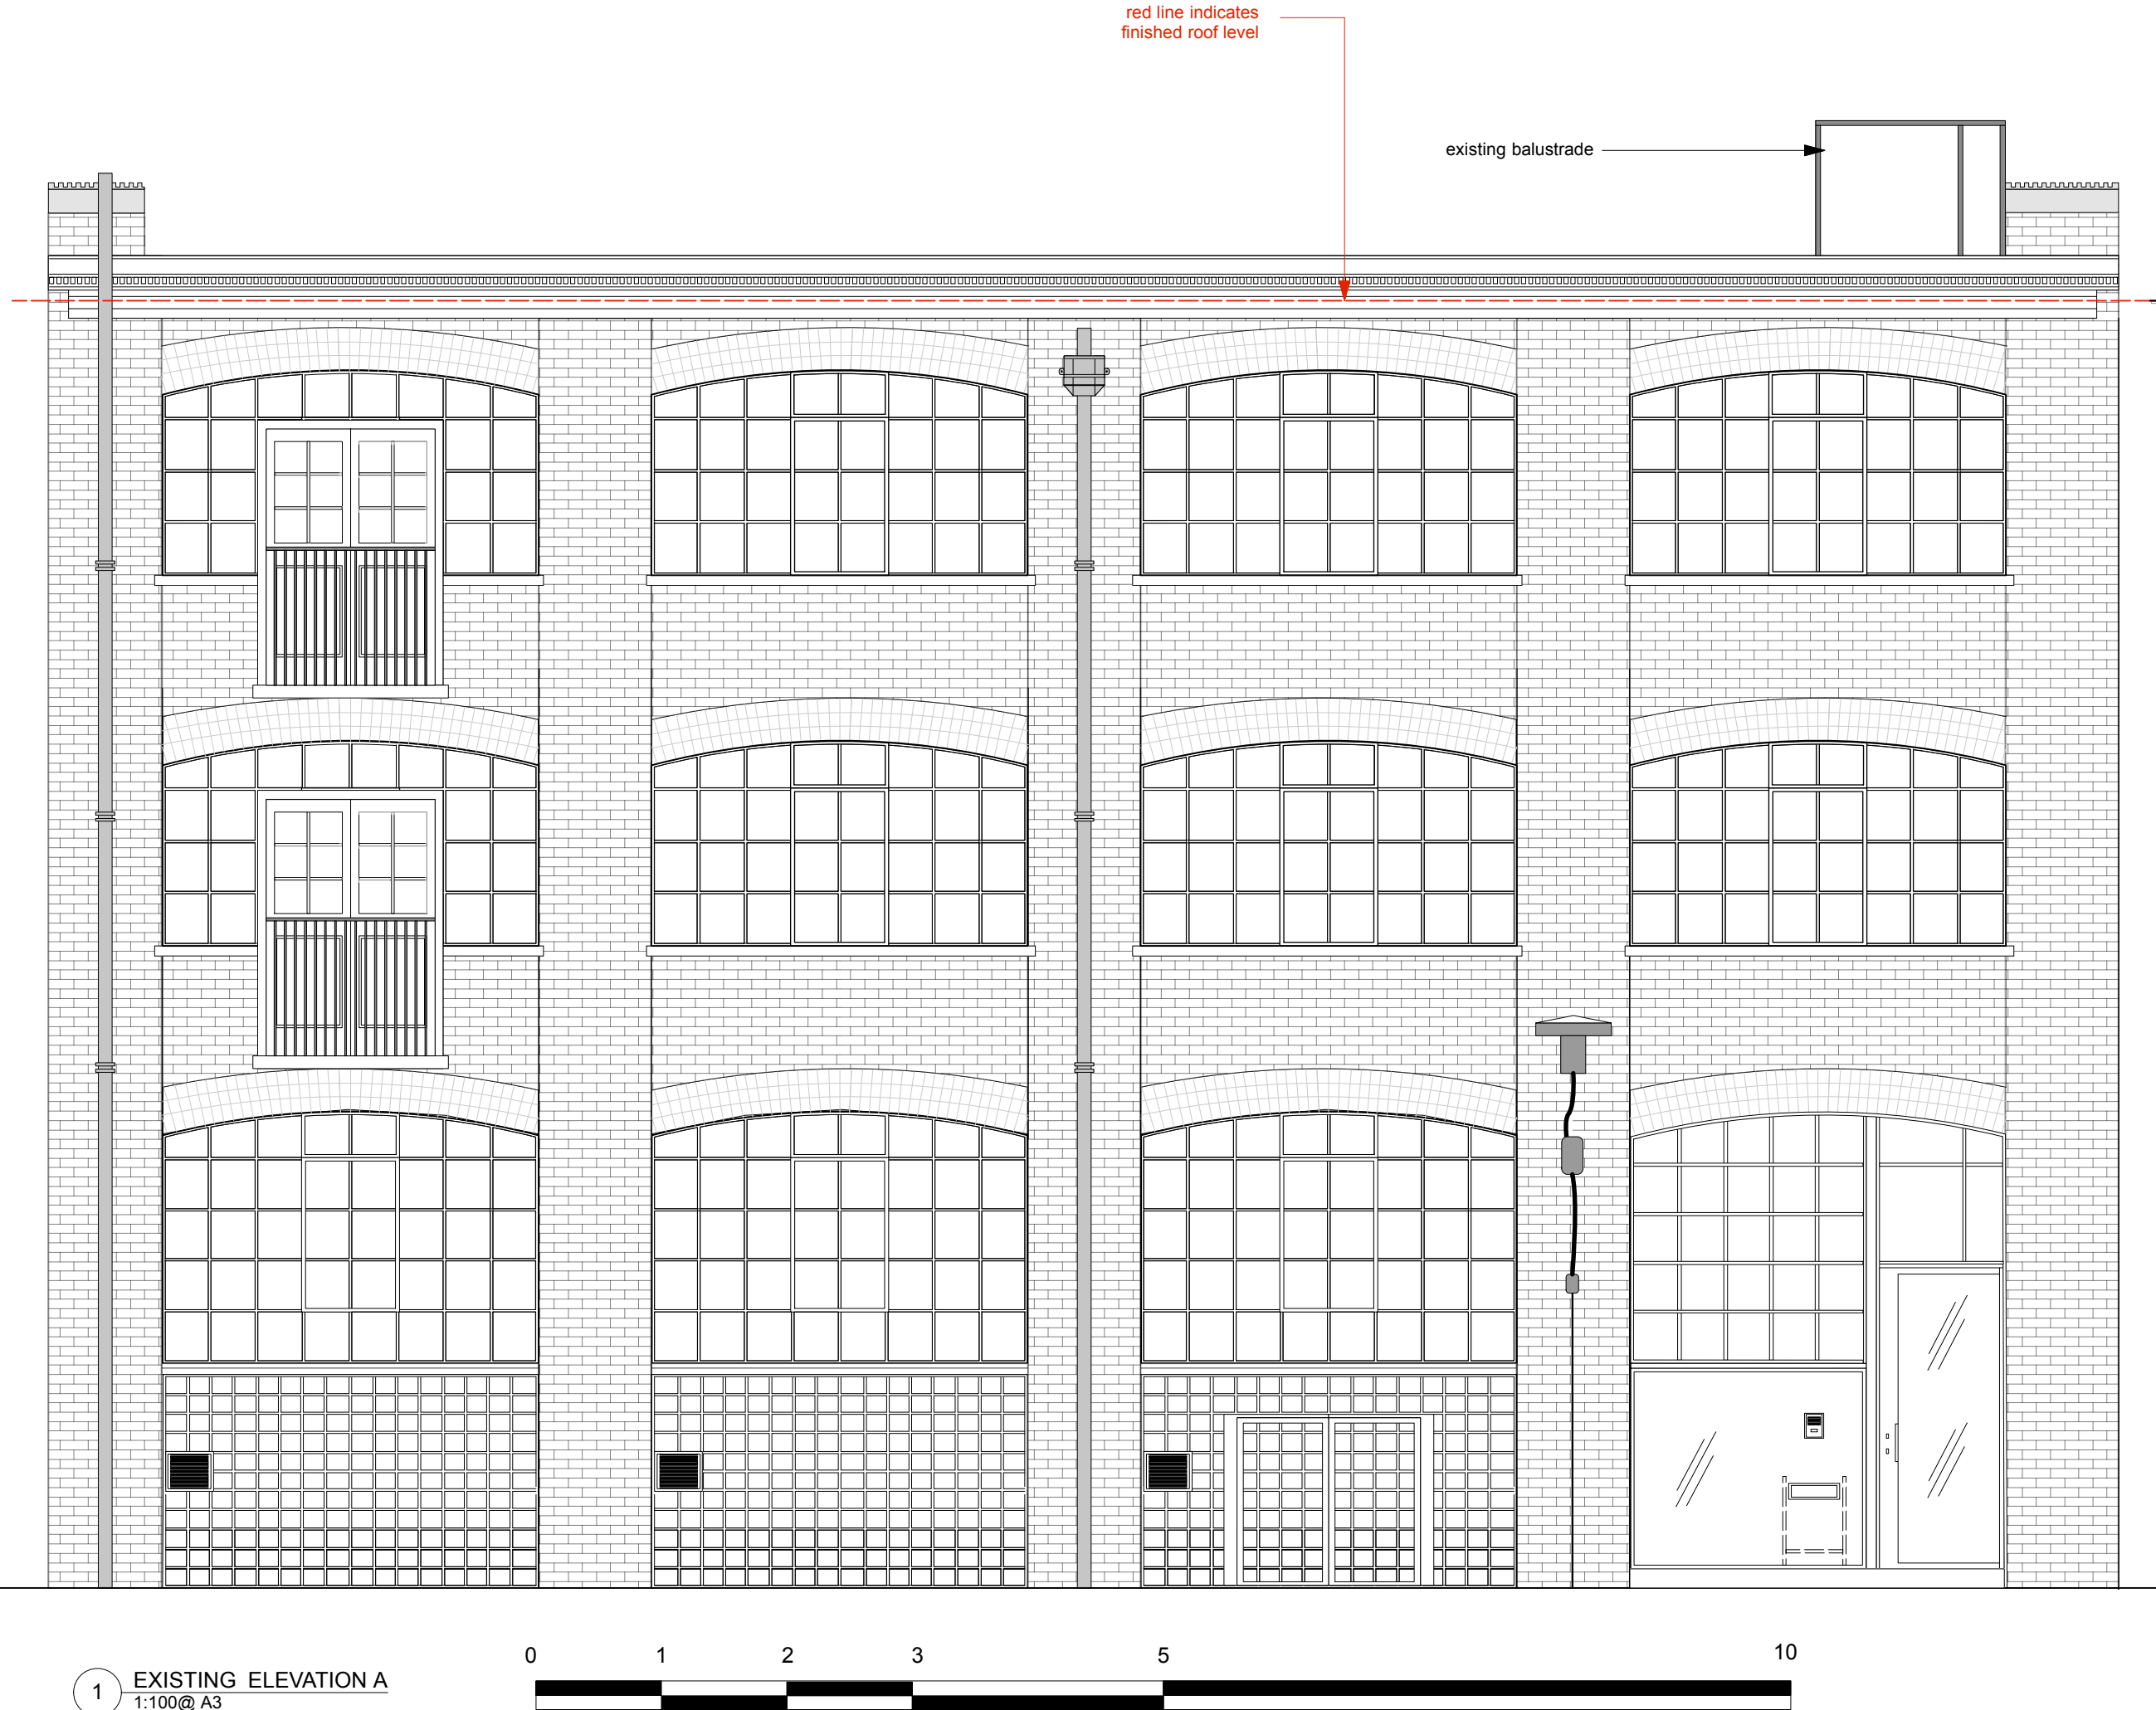 red line indicates
finished roof level
existing balustrade
0 1 2 3 5 10
1
EXISTING ELEVATION A
1:100@ A3